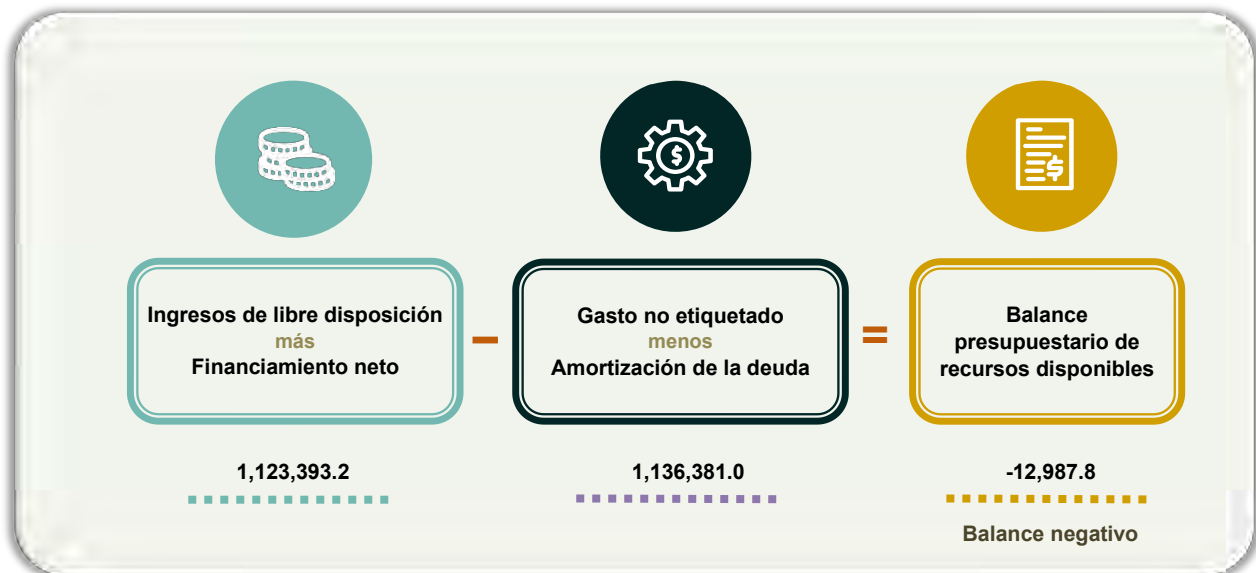 Ingresos de libre disposición
más
Financiamiento neto
–
Gasto no etiquetado
menos
Amortización de la deuda
=
Balance
presupuestario de
recursos disponibles
1,123,393.2
1,136,381.0
-12,987.8
Balance negativo